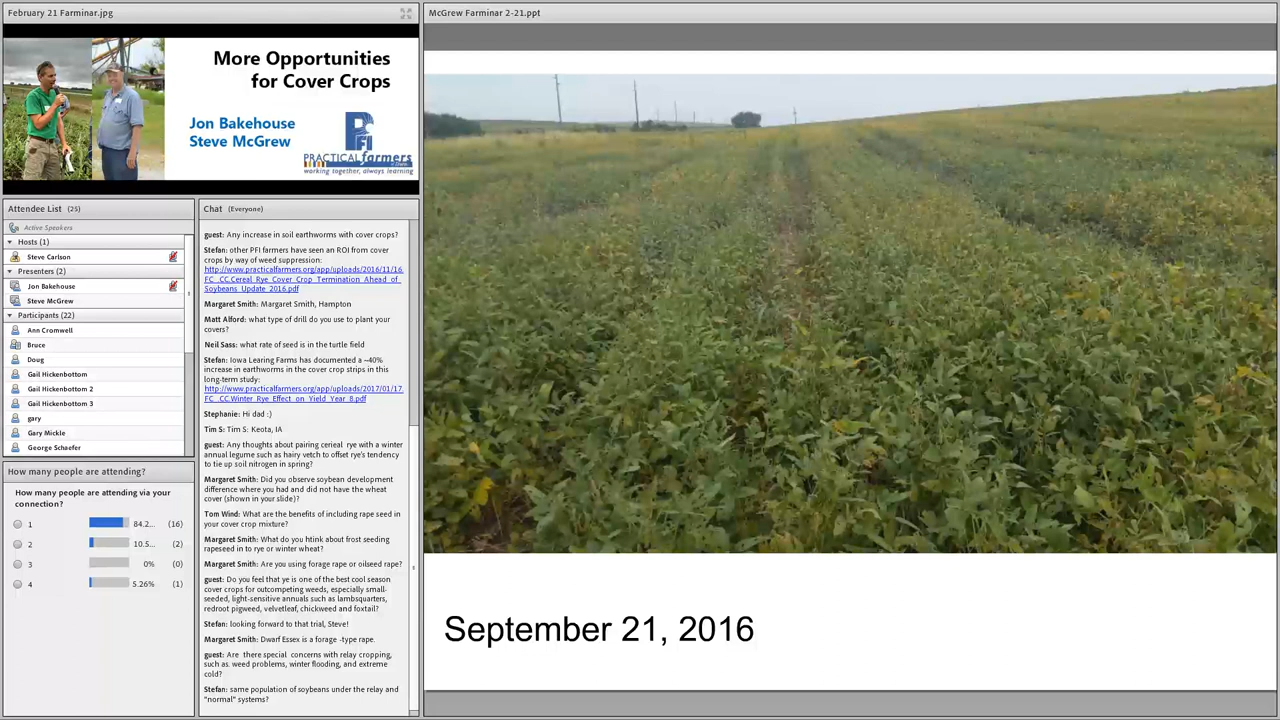 February 21 Farminar.jpg
More Opportunities
for Cover Crops
Jon Bakehouse
Steve McGrew
PFI
PRACTICAL farmers
working together, always learning
Attendee List (25)
Active Speakers
Hosts (1)
Steve Carlson
Presenters (2)
Jon Bakehouse
Steve McGrew
Participants (22)
Ann Cromwell
Bruce
Doug
Gail Hickenbottom
Gail Hickenbottom 2
Gail Hickenbottom 3
gary
Gary Mickle
George Schaefer
How many people are attending?
How many people are attending via your
connection?
1 84.2... (16)
2 10.5... (2)
3 0% (0)
4 5.26% (1)
Chat (Everyone)
guest: Any increase in soil earthworms with cover crops?
Stefan: other PFI farmers have seen an ROI from cover
crops by way of weed suppression:
http://www.practicalfarmers.org/app/uploads/2016/11/16.
FC_.CC.Cereal_Rye_Cover_Crop_Termination_Ahead_of_
Soybeans_Update_2016.pdf
Margaret Smith: Margaret Smith, Hampton
Matt Alford: what type of drill do you use to plant your
covers?
Neil Sass: what rate of seed is in the turtle field
Stefan: Iowa Learing Farms has documented a ~40%
increase in earthworms in the cover crop strips in this
long-term study:
http://www.practicalfarmers.org/app/uploads/2017/01/17.
FC_.CC.Winter_Rye_Effect_on_Yield_Year_8.pdf
Stephanie: Hi dad :)
Tim S: Tim S: Keota, IA
guest: Any thoughts about pairing cerieal rye with a winter
annual legume such as hairy vetch to offset rye's tendency
to tie up soil nitrogen in spring?
Margaret Smith: Did you observe soybean development
difference where you had and did not have the wheat
cover (shown in your slide)?
Tom Wind: What are the benefits of including rape seed in
your cover crop mixture?
Margaret Smith: What do you htink about frost seeding
rapeseed in to rye or winter wheat?
Margaret Smith: Are you using forage rape or oilseed rape?
guest: Do you feel that ye is one of the best cool season
cover crops for outcompeting weeds, especially small-
seeded, light-sensitive annuals such as lambsquarters,
redroot pigweed, velvetleaf, chickweed and foxtail?
Stefan: looking forward to that trial, Steve!
Margaret Smith: Dwarf Essex is a forage -type rape.
guest: Are there special concerns with relay cropping,
such as weed problems, winter flooding, and extreme
cold?
Stefan: same population of soybeans under the relay and
"normal" systems?
McGrew Farminar 2-21.ppt
September 21, 2016